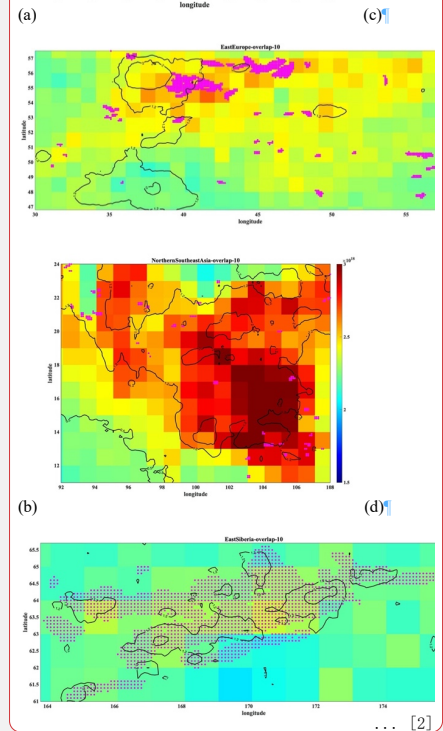 longitude
(a) (c)¶
EastEurope-overlap-10
57
56
55
54
53
52
51
50
49
48
47
latitude
30 35 40 45 50 55
longitude
NorthernSoutheastAsia-overlap-10
24
22
20
18
16
14
12
latitude
92 94 96 98 100 102 104 106 108
longitude
3
2.5
2
1.5
(b) (d)¶
EastSiberia-overlap-10
65.5
65
64.5
64
63.5
63
62.5
62
61.5
61
latitude
164 166 168 170 172 174
longitude
... [2]